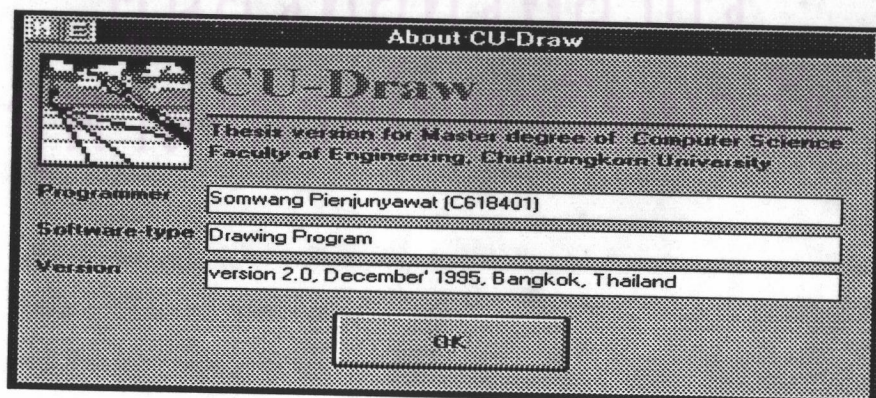 About CU-Draw
CU-Draw
Thesis version for Master degree of Computer Science
Faculty of Engineering, Chularongkorn University
Programmer
Somwang Pienjunyawat (C618401)
Software type
Drawing Program
Version
version 2.0, December' 1995, Bangkok, Thailand
OK